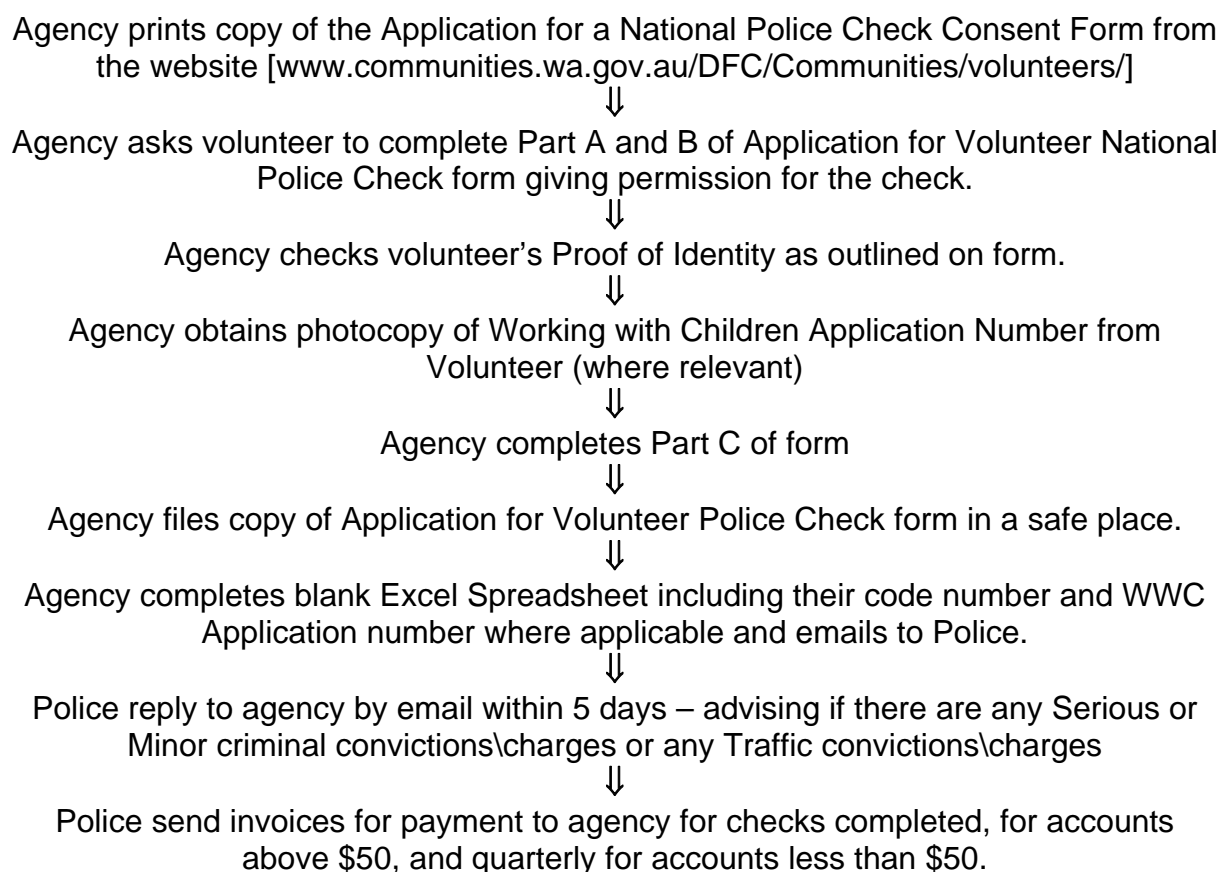 Agency prints copy of the Application for a National Police Check Consent Form from
the website [www.communities.wa.gov.au/DFC/Communities/volunteers/]
⇓
Agency asks volunteer to complete Part A and B of Application for Volunteer National
Police Check form giving permission for the check.
⇓
Agency checks volunteer’s Proof of Identity as outlined on form.
⇓
Agency obtains photocopy of Working with Children Application Number from
Volunteer (where relevant)
⇓
Agency completes Part C of form
⇓
Agency files copy of Application for Volunteer Police Check form in a safe place.
⇓
Agency completes blank Excel Spreadsheet including their code number and WWC
Application number where applicable and emails to Police.
⇓
Police reply to agency by email within 5 days – advising if there are any Serious or
Minor criminal convictions\charges or any Traffic convictions\charges
⇓
Police send invoices for payment to agency for checks completed, for accounts
above $50, and quarterly for accounts less than $50.